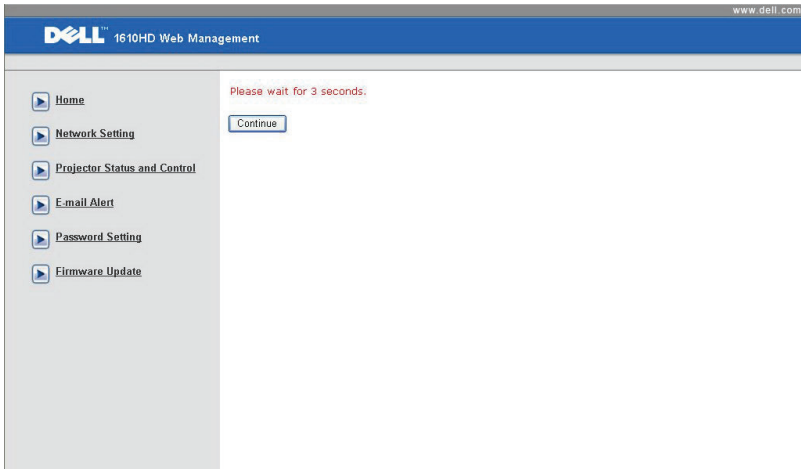 www.dell.com
DELL™ 1610HD Web Management
Home
Network Setting
Projector Status and Control
E-mail Alert
Password Setting
Firmware Update
Please wait for 3 seconds.
Continue